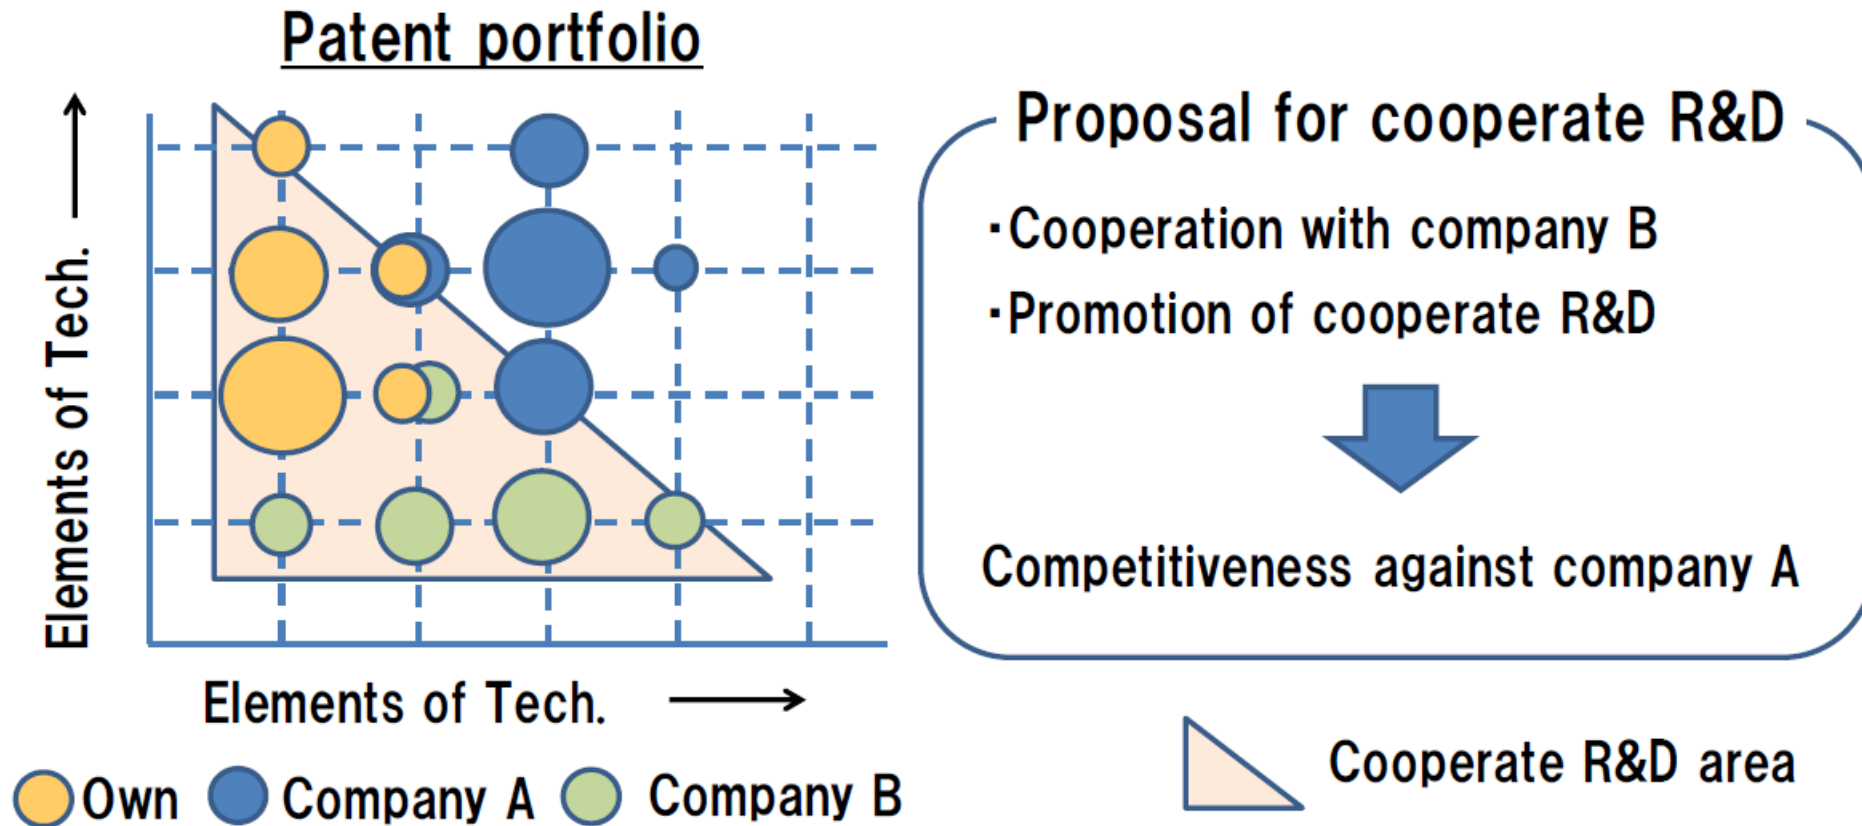 Patent portfolio
Elements of Tech.
Elements of Tech.
Own
Company A
Company B
Proposal for cooperate R&D
・Cooperation with company B
・Promotion of cooperate R&D
Competitiveness against company A
Cooperate R&D area